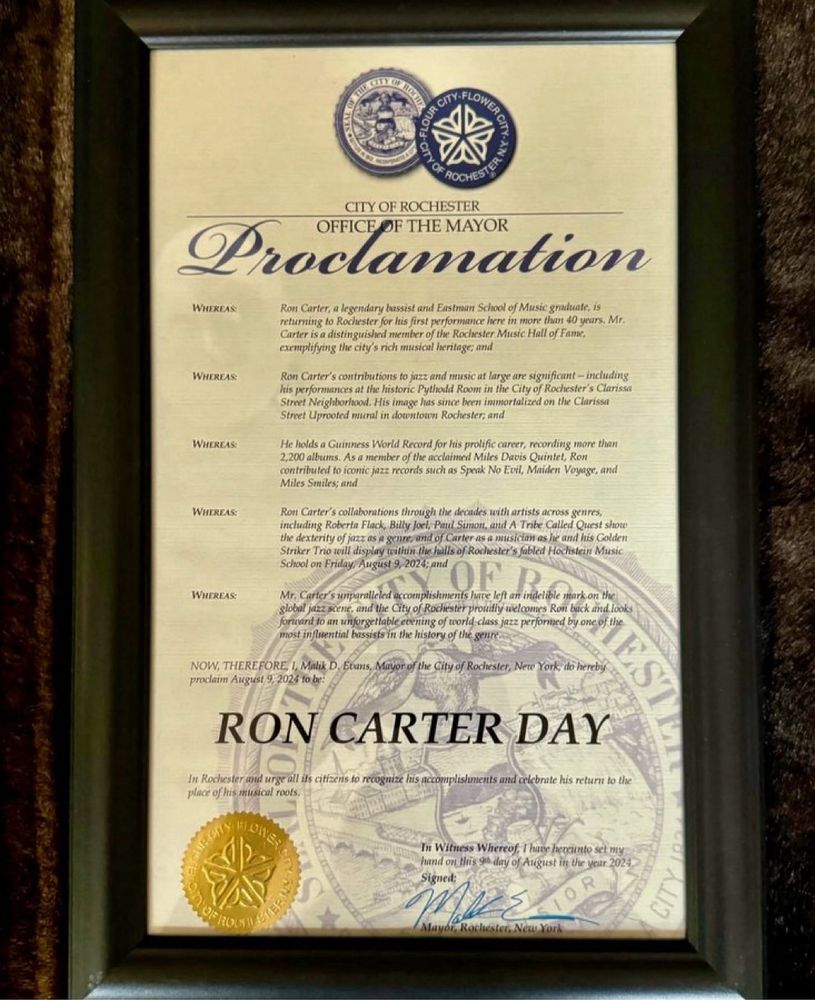 SEAL OF THE CITY OF
FLOUR CITY·FLOWER CITY
CITY OF ROCHESTER N.Y.
CITY OF ROCHESTER
OFFICE OF THE MAYOR
Proclamation
WHEREAS: Ron Carter, a legendary bassist and Eastman School of Music graduate, is
returning to Rochester for his first performance here in more than 40 years. Mr.
Carter is a distinguished member of the Rochester Music Hall of Fame,
exemplifying the city's rich musical heritage; and
WHEREAS: Ron Carter's contributions to jazz and music at large are significant – including
his performances at the historic Pythodd Room in the City of Rochester's Clarissa
Street Neighborhood. His image has since been immortalized on the Clarissa
Street Uprooted mural in downtown Rochester; and
WHEREAS: He holds a Guinness World Record for his prolific career, recording more than
2,200 albums. As a member of the acclaimed Miles Davis Quintet, Ron
contributed to iconic jazz records such as Speak No Evil, Maiden Voyage, and
Miles Smiles; and
WHEREAS: Ron Carter's collaborations through the decades with artists across genres,
including Roberta Flack, Billy Joel, Paul Simon, and A Tribe Called Quest show
the dexterity of jazz as a genre, and of Carter as a musician as he and his Golden
Striker Trio will display within the halls of Rochester's fabled Hochstein Music
School on Friday, August 9, 2024; and
WHEREAS: Mr. Carter's unparalleled accomplishments have left an indelible mark on the
global jazz scene, and the City of Rochester proudly welcomes Ron back and looks
forward to an unforgettable evening of world-class jazz performed by one of the
most influential bassists in the history of the genre.
NOW, THEREFORE, I, Malik D. Evans, Mayor of the City of Rochester, New York, do hereby
proclaim August 9, 2024 to be:
RON CARTER DAY
In Rochester and urge all its citizens to recognize his accomplishments and celebrate his return to the
place of his musical roots.
In Witness Whereof, I have hereunto set my
hand on this 9th day of August in the year 2024
Signed:
Mayor, Rochester, New York